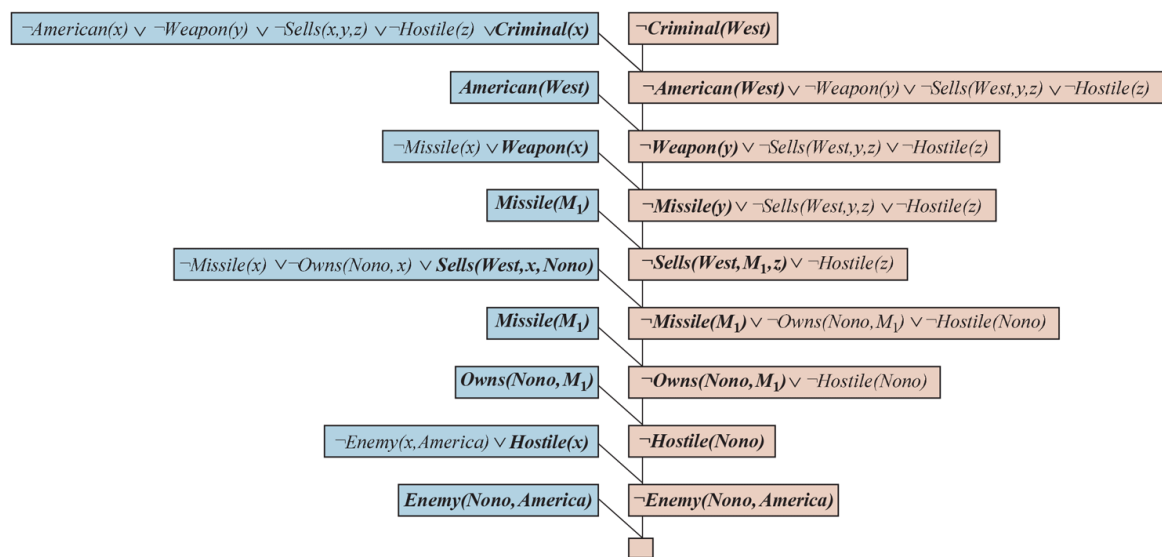 ¬American(x) ∨ ¬Weapon(y) ∨ ¬Sells(x,y,z) ∨ ¬Hostile(z) ∨ Criminal(x) ¬Criminal(West)
American(West) ¬American(West) ∨ ¬Weapon(y) ∨ ¬Sells(West,y,z) ∨ ¬Hostile(z)
¬Missile(x) ∨ Weapon(x) ¬Weapon(y) ∨ ¬Sells(West,y,z) ∨ ¬Hostile(z)
Missile(M₁) ¬Missile(y) ∨ ¬Sells(West,y,z) ∨ ¬Hostile(z)
¬Missile(x) ∨ ¬Owns(Nono,x) ∨ Sells(West,x,Nono) ¬Sells(West,M₁,z) ∨ ¬Hostile(z)
Missile(M₁) ¬Missile(M₁) ∨ ¬Owns(Nono,M₁) ∨ ¬Hostile(Nono)
Owns(Nono,M₁) ¬Owns(Nono,M₁) ∨ ¬Hostile(Nono)
¬Enemy(x,America) ∨ Hostile(x) ¬Hostile(Nono)
Enemy(Nono,America) ¬Enemy(Nono,America)